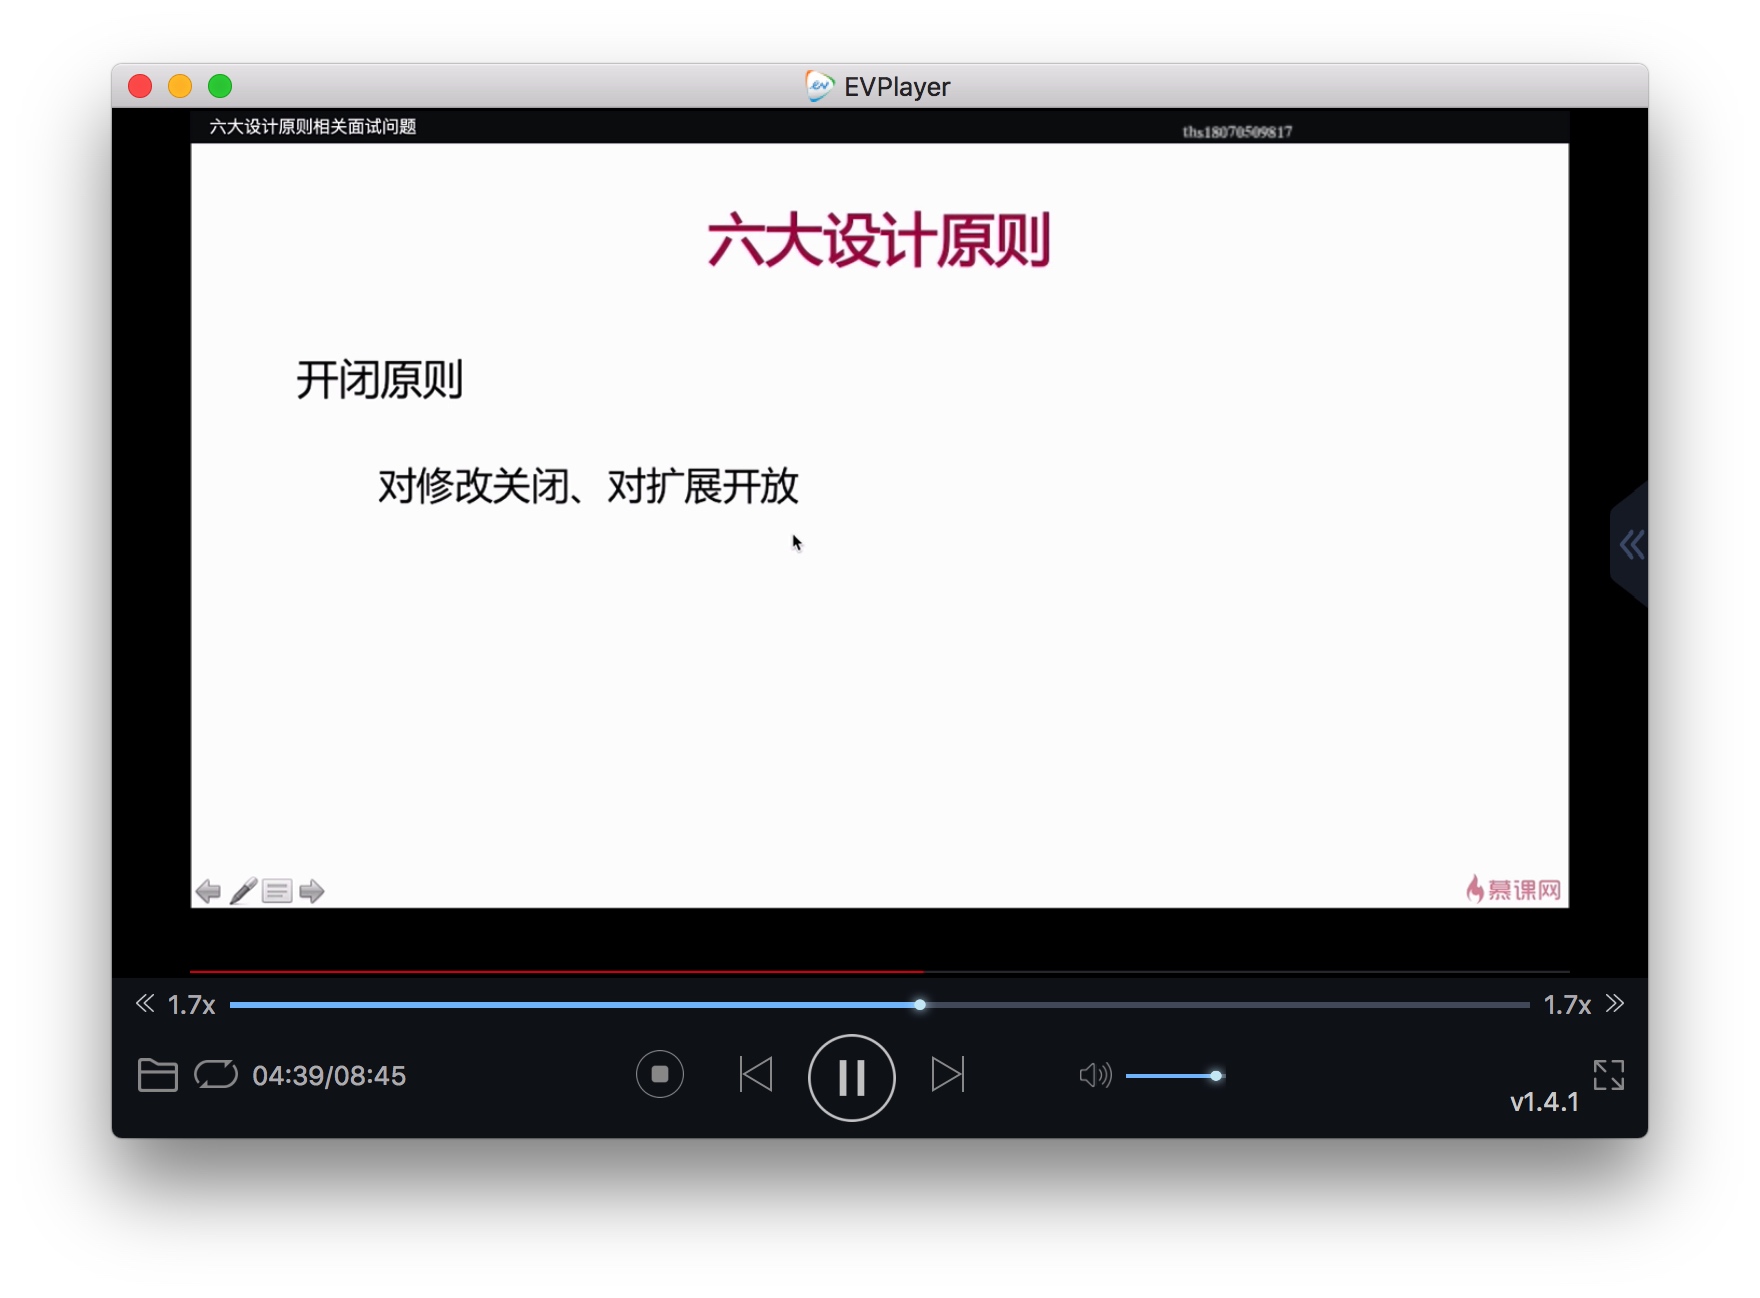 EVPlayer
六大设计原则相关面试问题
ths18070509817
六大设计原则
开闭原则
对修改关闭、对扩展开放
慕课网
1.7x
1.7x
04:39/08:45
v1.4.1